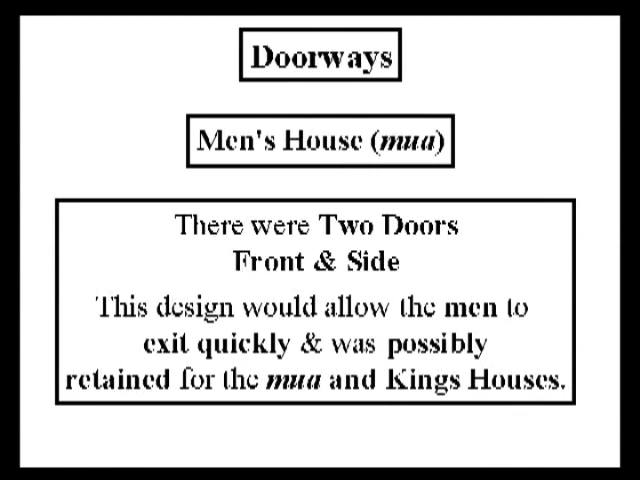 Doorways
Men's House (mua)
There were Two Doors
Front & Side
This design would allow the men to
exit quickly & was possibly
retained for the mua and Kings Houses.